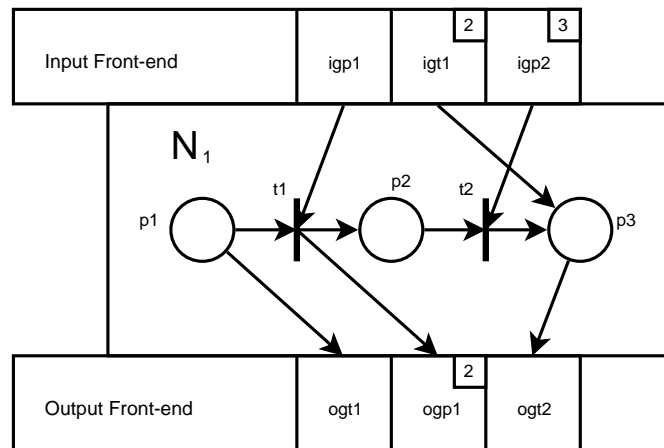 2 3
Input Front-end igp1 igt1 igp2
N1
t1 p2 t2
p1 p3
2
Output Front-end ogt1 ogp1 ogt2